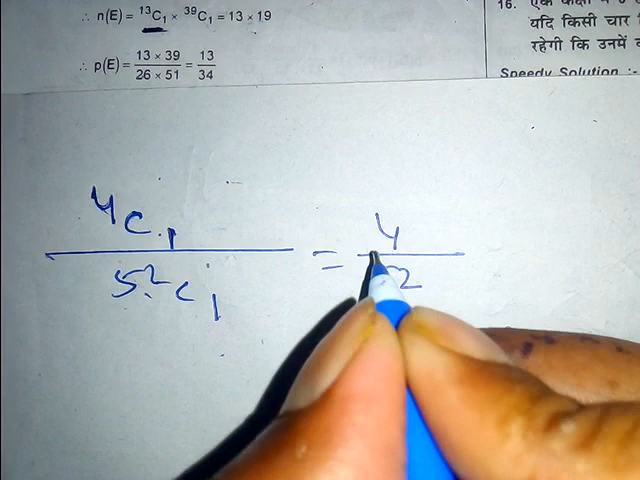 ∴ n(E) = ¹³C₁ × ³⁹C₁ = 13 × 19
∴ p(E) = 13 × 39 / 26 × 51 = 13 / 34
16.
यदि किसी चार
रहेगी कि उनमें
Speedy Solution :-
⁴C₁ / ⁵²C₁ = 4 / 2